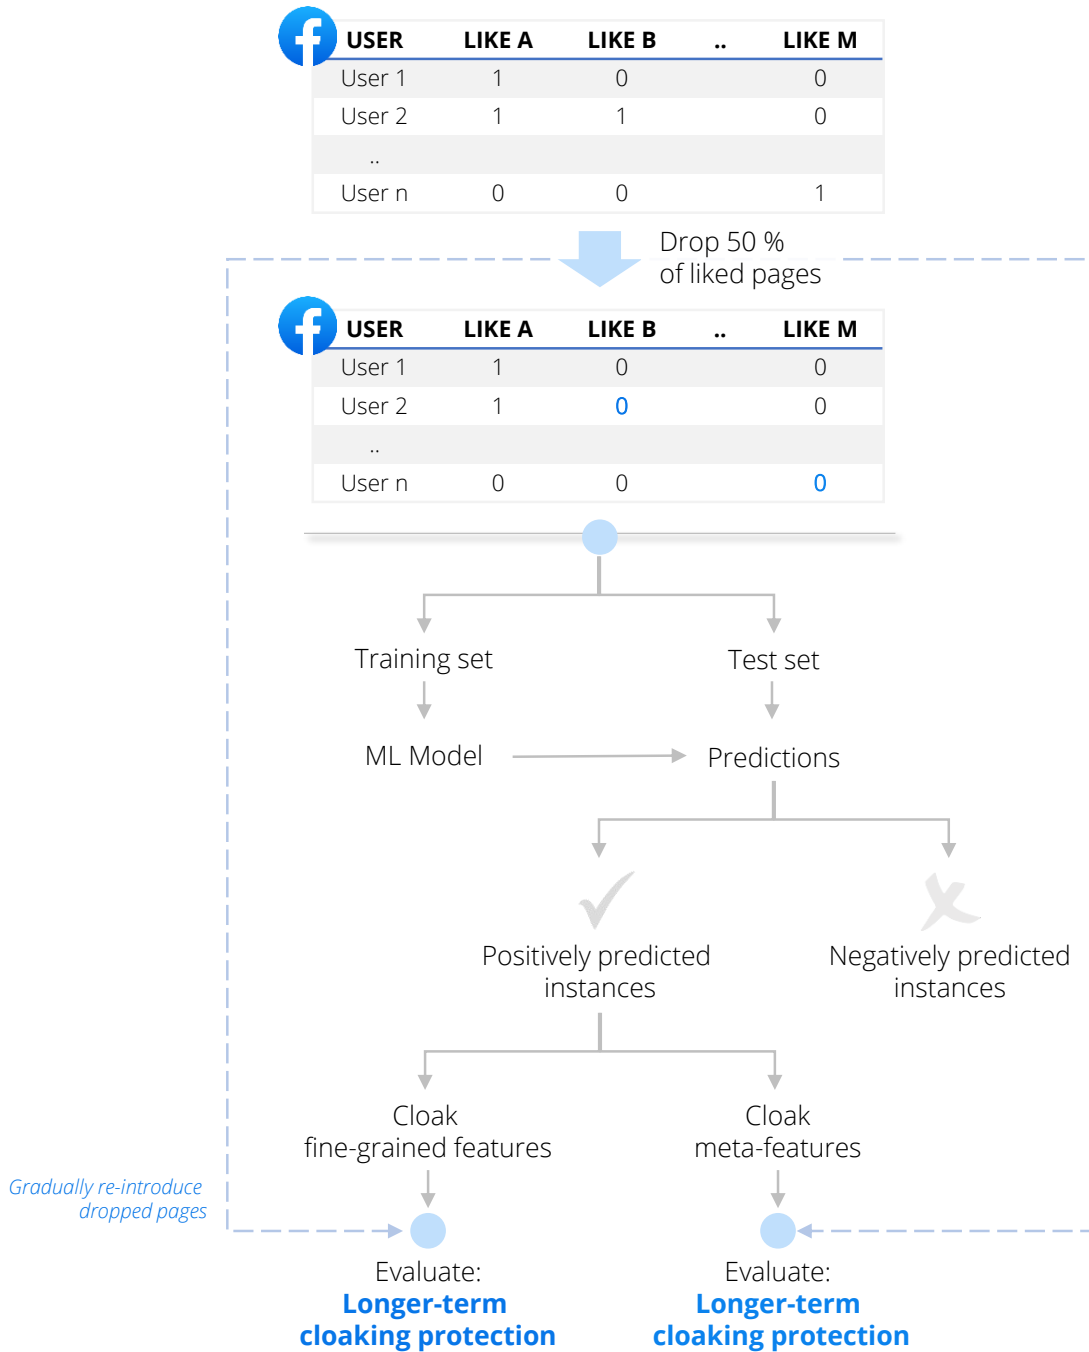 USER LIKE A LIKE B .. LIKE M
User 1 1 0 0
User 2 1 1 0
..
User n 0 0 1
Drop 50 %
of liked pages
USER LIKE A LIKE B .. LIKE M
User 1 1 0 0
User 2 1 0 0
..
User n 0 0 0
Training set Test set
ML Model Predictions
Positively predicted
instances
Negatively predicted
instances
Cloak
fine-grained features
Cloak
meta-features
Gradually re-introduce
dropped pages
Evaluate:
Longer-term
cloaking protection
Evaluate:
Longer-term
cloaking protection